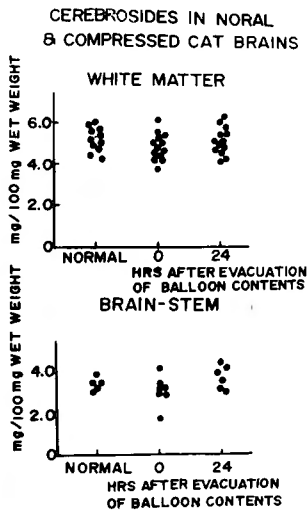 CEREBROSIDES IN NORAL
& COMPRESSED CAT BRAINS
WHITE MATTER
mg/100 mg WET WEIGHT
6.0
4.0
2.0
0
NORMAL 0 24
HRS AFTER EVACUATION
OF BALLOON CONTENTS
BRAIN-STEM
mg/100 mg WET WEIGHT
4.0
2.0
0
NORMAL 0 24
HRS AFTER EVACUATION
OF BALLOON CONTENTS